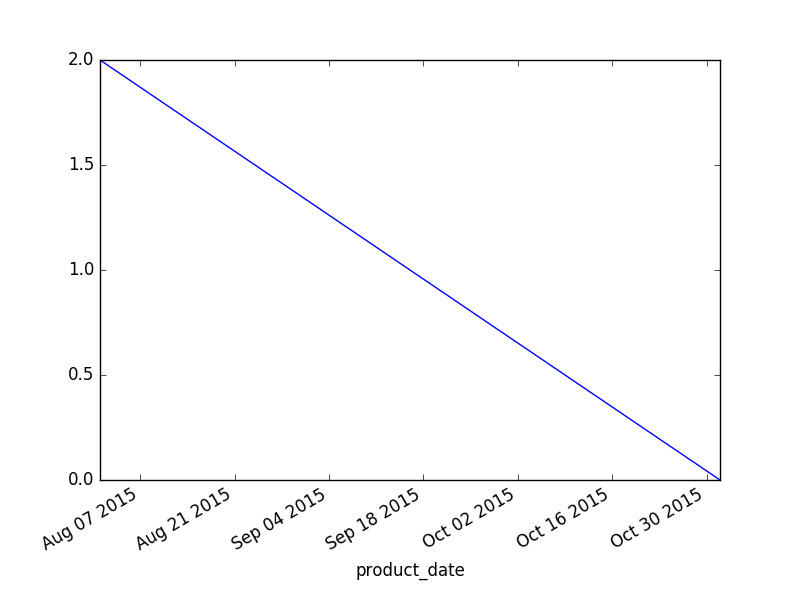 2.0
1.5
1.0
0.5
0.0
Aug 07 2015
Aug 21 2015
Sep 04 2015
Sep 18 2015
Oct 02 2015
Oct 16 2015
Oct 30 2015
product_date